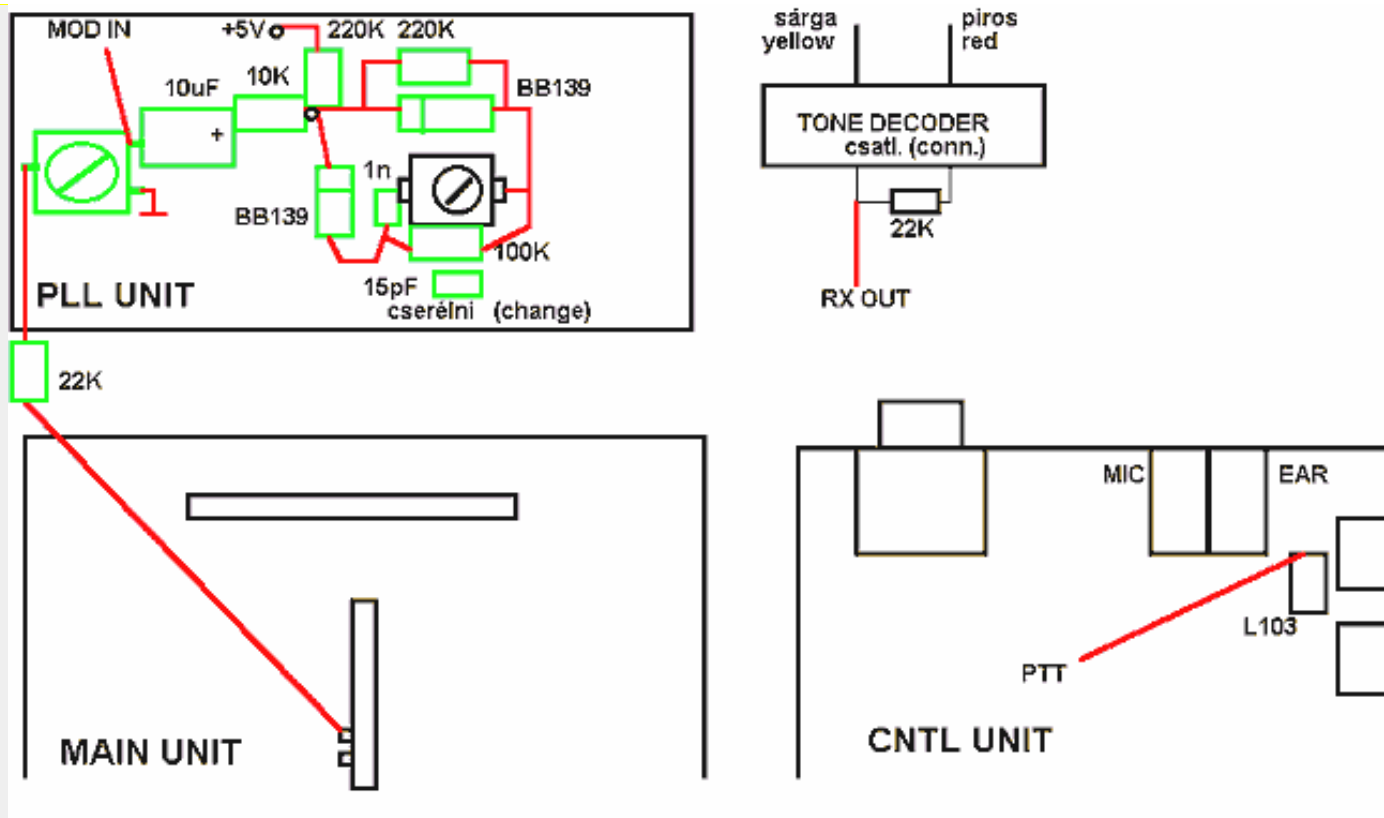 MOD IN
+5V
220K 220K
10K
10uF
+
BB139
1n
BB139
100K
15pF
cserélni (change)
PLL UNIT
22K
MAIN UNIT
sárga
yellow
piros
red
TONE DECODER
csatl. (conn.)
22K
RX OUT
MIC
EAR
L103
PTT
CNTL UNIT